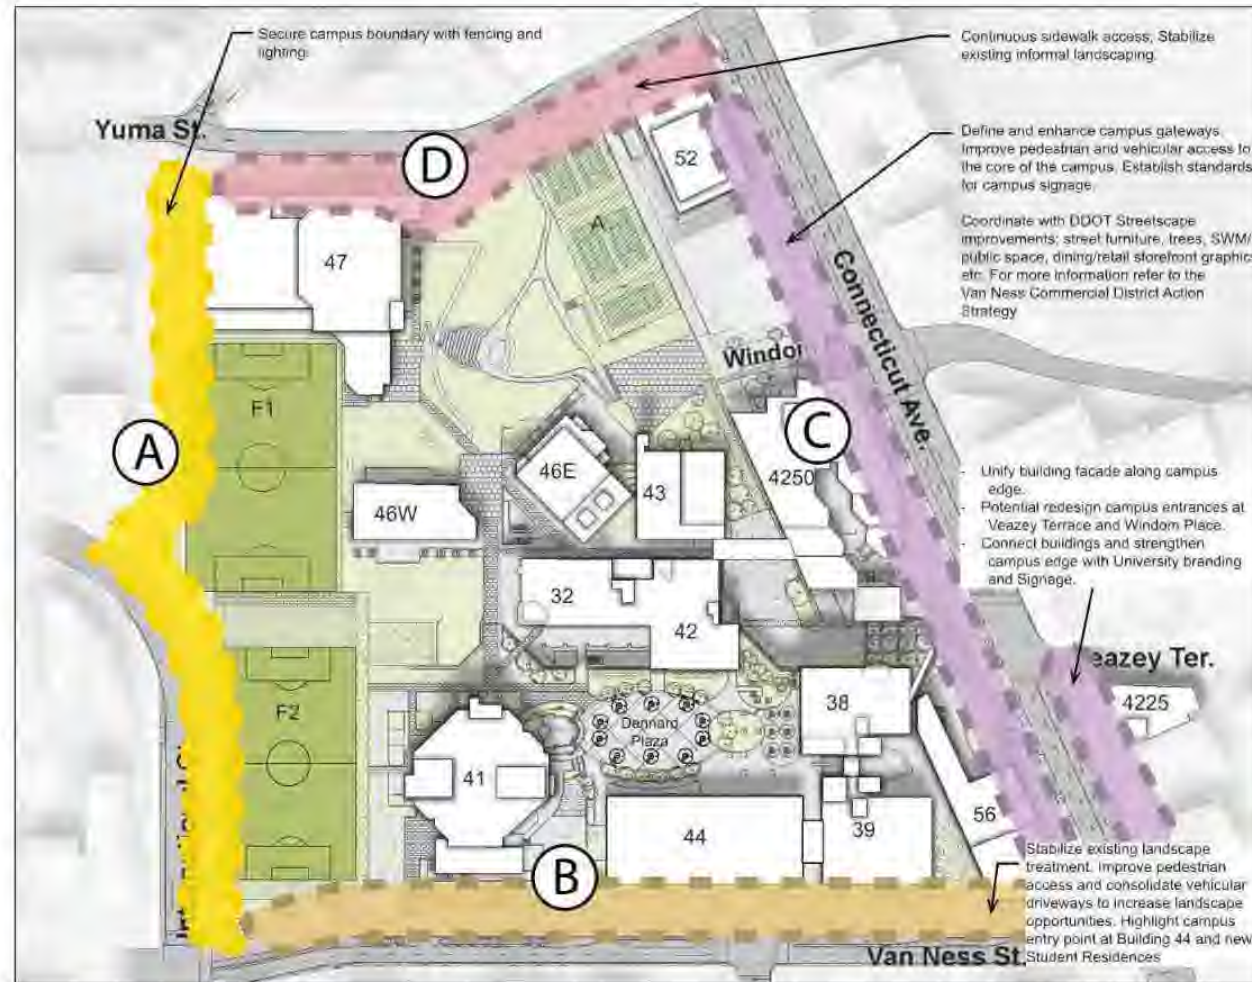 Secure campus boundary with fencing and
lighting.
Continuous sidewalk access, Stabilize
existing informal landscaping.
Yuma St.
D
52
Define and enhance campus gateways.
Improve pedestrian and vehicular access to
the core of the campus. Establish standards
for campus signage.
Coordinate with DDOT Streetscape
improvements: street furniture, trees, SWM/
public space, dining/retail storefront graphics
etc. For more information refer to the
Van Ness Commercial District Action
Strategy
A
47
Connecticut Ave.
Windo
F1
A
C
46E
43
4250
46W
- Unify building facade along campus
edge.
- Potential redesign campus entrances at
Veazey Terrace and Windom Place.
- Connect buildings and strengthen
campus edge with University branding
and Signage.
32
42
eazey Ter.
4225
38
F2
Dennard
Plaza
41
56
44
39
B
Stabilize existing landscape
treatment. Improve pedestrian
access and consolidate vehicular
driveways to increase landscape
opportunities. Highlight campus
entry point at Building 44 and new
Student Residences
Van Ness St.